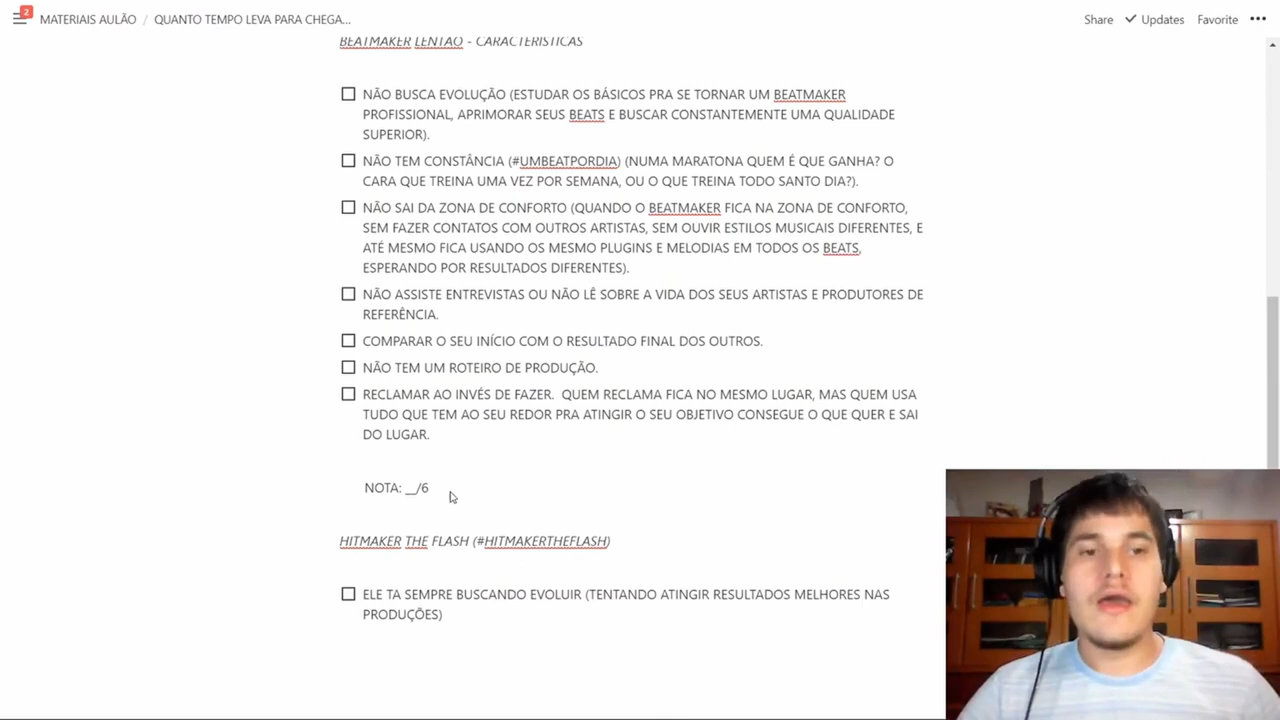 2
MATERIAIS AULÃO / QUANTO TEMPO LEVA PARA CHEGA...
Share Updates Favorite
BEATMAKER LENTÃO - CARACTERÍSTICAS
NÃO BUSCA EVOLUÇÃO (ESTUDAR OS BÁSICOS PRA SE TORNAR UM BEATMAKER
PROFISSIONAL, APRIMORAR SEUS BEATS E BUSCAR CONSTANTEMENTE UMA QUALIDADE
SUPERIOR).
NÃO TEM CONSTÂNCIA (#UMBEATPORDIA) (NUMA MARATONA QUEM É QUE GANHA? O
CARA QUE TREINA UMA VEZ POR SEMANA, OU O QUE TREINA TODO SANTO DIA?).
NÃO SAI DA ZONA DE CONFORTO (QUANDO O BEATMAKER FICA NA ZONA DE CONFORTO,
SEM FAZER CONTATOS COM OUTROS ARTISTAS, SEM OUVIR ESTILOS MUSICAIS DIFERENTES, E
ATÉ MESMO FICA USANDO OS MESMO PLUGINS E MELODIAS EM TODOS OS BEATS,
ESPERANDO POR RESULTADOS DIFERENTES).
NÃO ASSISTE ENTREVISTAS OU NÃO LÊ SOBRE A VIDA DOS SEUS ARTISTAS E PRODUTORES DE
REFERÊNCIA.
COMPARAR O SEU INÍCIO COM O RESULTADO FINAL DOS OUTROS.
NÃO TEM UM ROTEIRO DE PRODUÇÃO.
RECLAMAR AO INVÉS DE FAZER.  QUEM RECLAMA FICA NO MESMO LUGAR, MAS QUEM USA
TUDO QUE TEM AO SEU REDOR PRA ATINGIR O SEU OBJETIVO CONSEGUE O QUE QUER E SAI
DO LUGAR.
NOTA: __/6
HITMAKER THE FLASH (#HITMAKERTHEFLASH)
ELE TA SEMPRE BUSCANDO EVOLUIR (TENTANDO ATINGIR RESULTADOS MELHORES NAS
PRODUÇÕES)